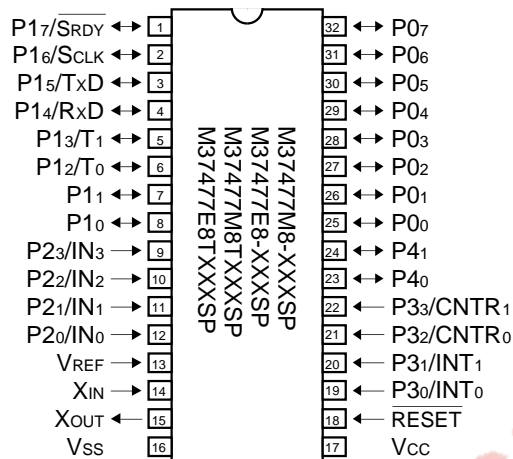 P17/SRDY 1 32 P07
P16/SCLK 2 31 P06
P15/TXD 3 30 P05
P14/RXD 4 29 P04
P13/T1 5 28 P03
P12/T0 6 27 P02
P11 7 26 P01
P10 8 25 P00
P23/IN3 9 24 P41
P22/IN2 10 23 P40
P21/IN1 11 22 P33/CNTR1
P20/IN0 12 21 P32/CNTR0
VREF 13 20 P31/INT1
XIN 14 19 P30/INT0
XOUT 15 18 RESET
VSS 16 17 VCC
M37477M8-XXXSP
M37477E8-XXXSP
M37477M8TXXXSP
M37477E8TXXXSP